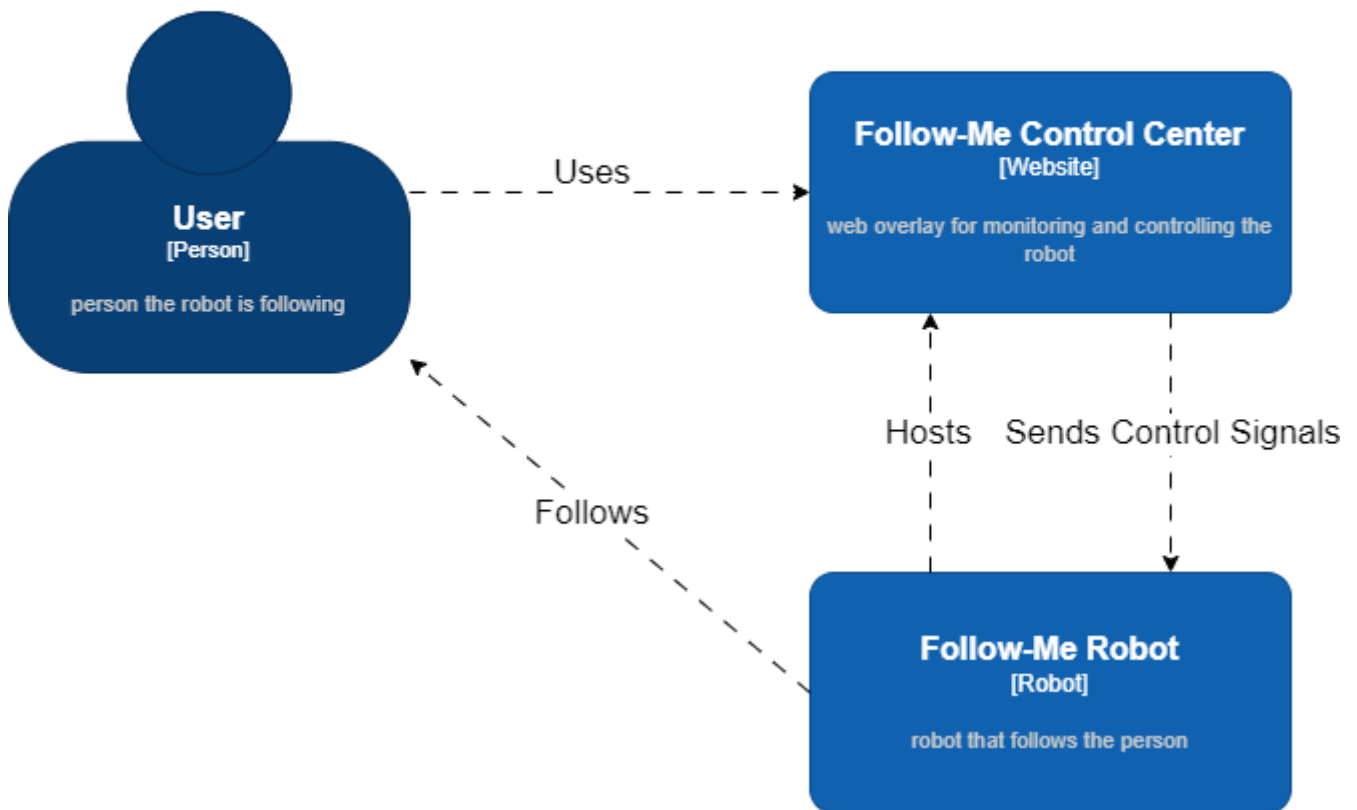 User
[Person]
person the robot is following
Uses
Follow-Me Control Center
[Website]
web overlay for monitoring and controlling the
robot
Hosts
Sends Control Signals
Follows
Follow-Me Robot
[Robot]
robot that follows the person